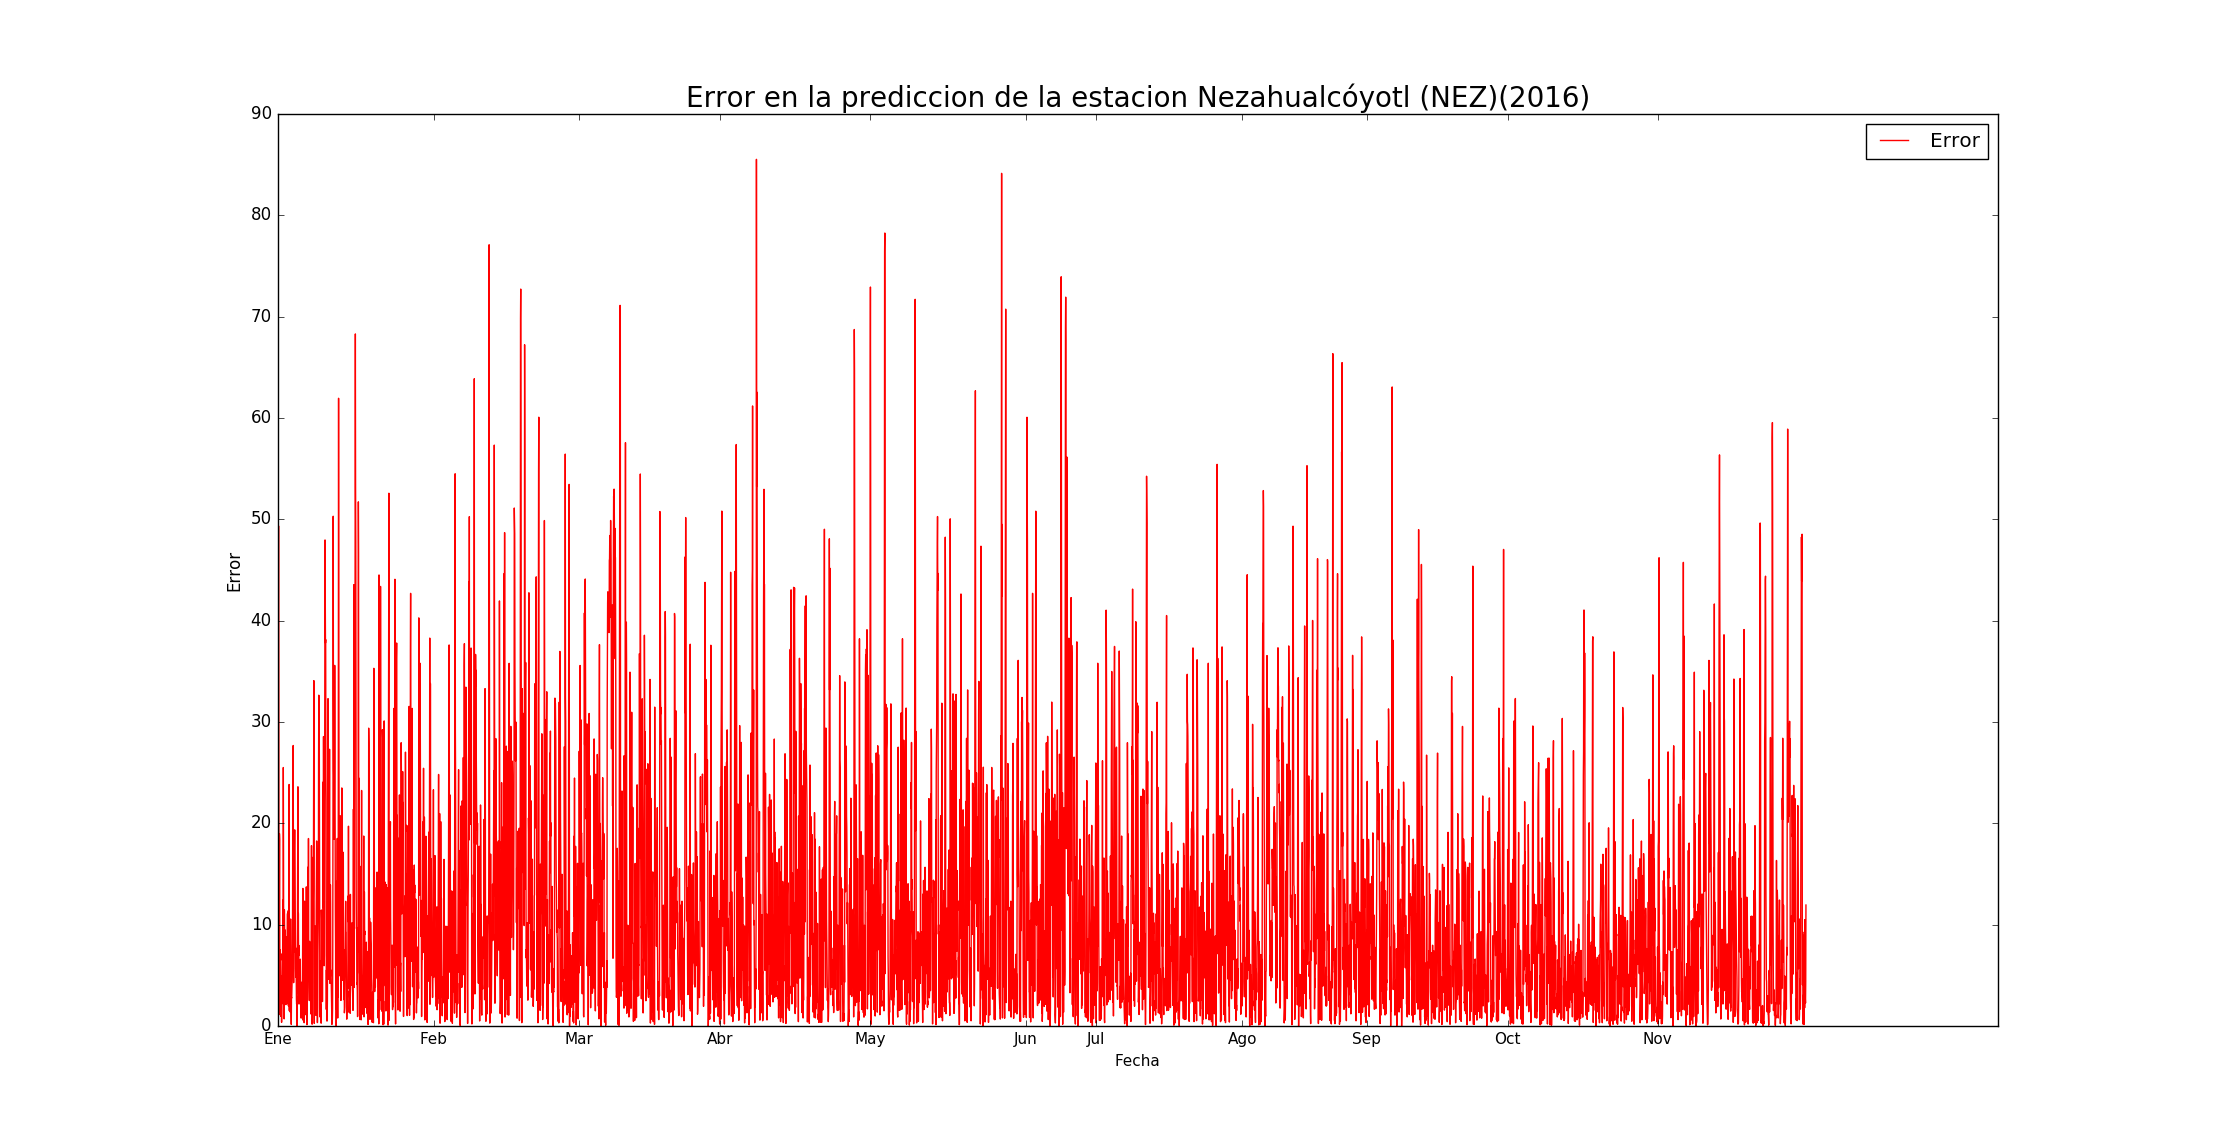 Error en la prediccion de la estacion Nezahualcóyotl (NEZ)(2016)
Error
90
80
70
60
50
40
30
20
10
0
Error
Ene Feb Mar Abr May Jun Jul Ago Sep Oct Nov
Fecha